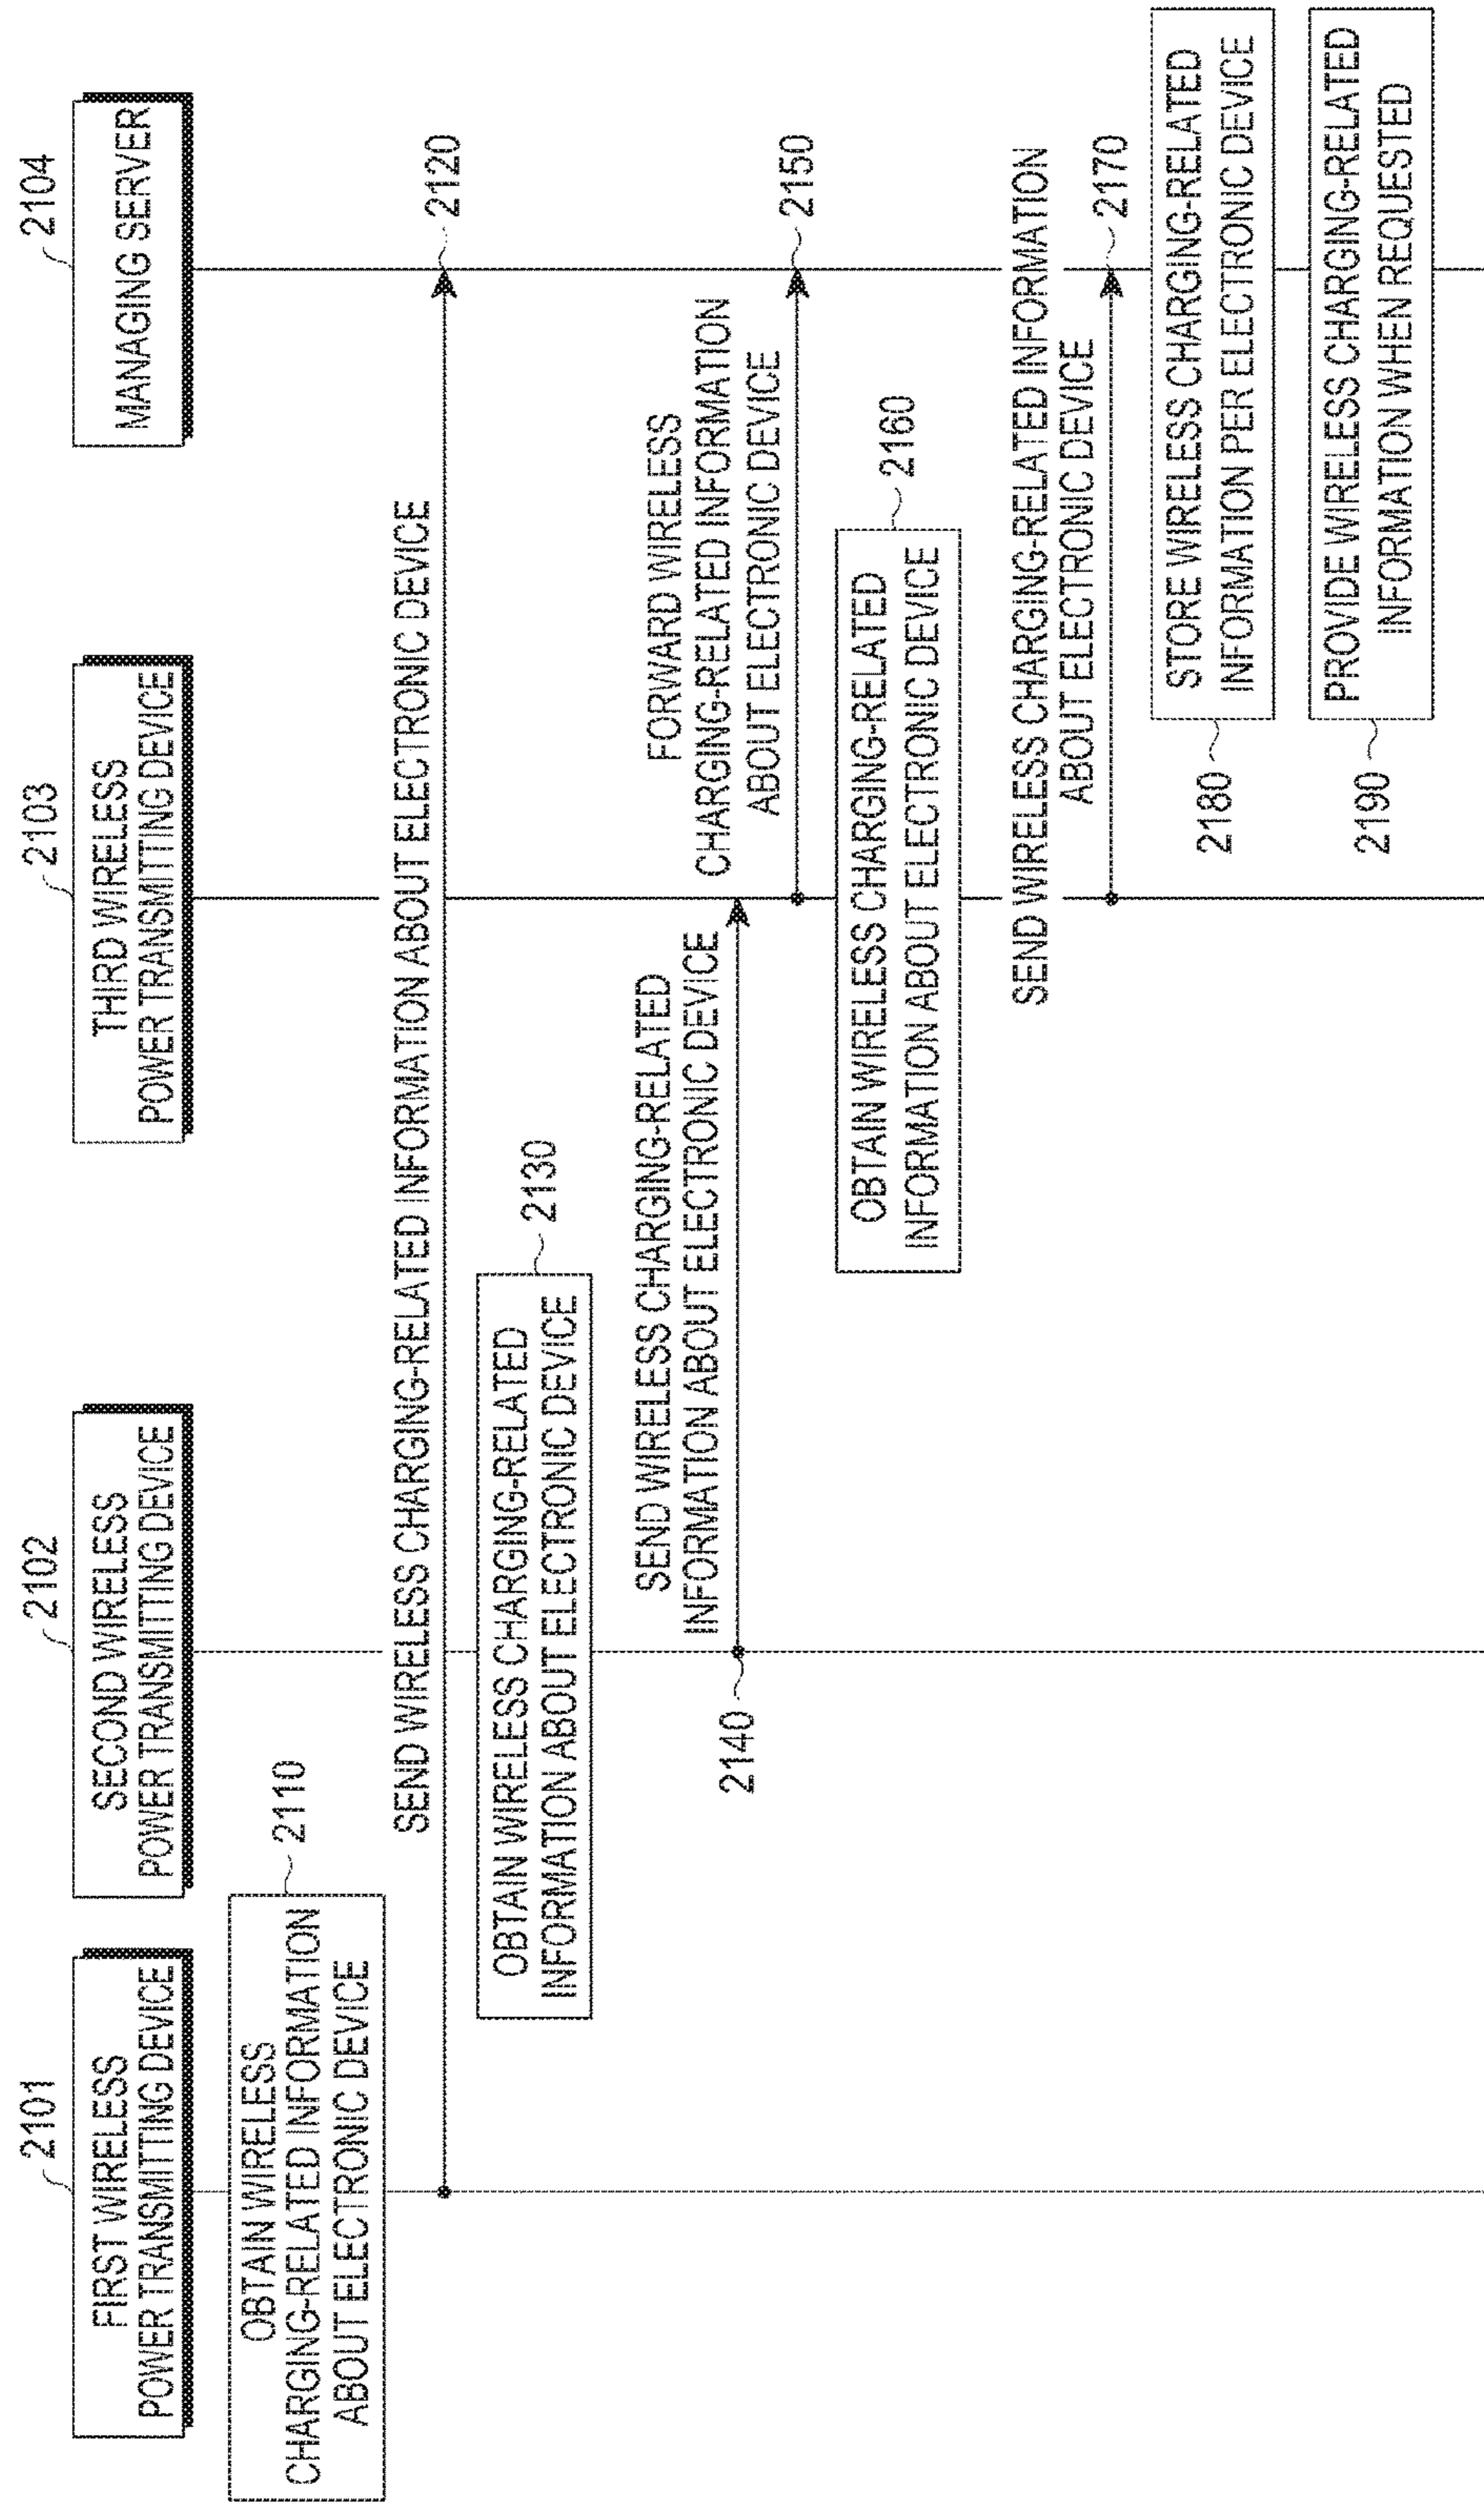 2101
FIRST WIRELESS
POWER TRANSMITTING DEVICE
2102
SECOND WIRELESS
POWER TRANSMITTING DEVICE
2103
THIRD WIRELESS
POWER TRANSMITTING DEVICE
2104
MANAGING SERVER
OBTAIN WIRELESS
CHARGING-RELATED INFORMATION
ABOUT ELECTRONIC DEVICE
2110
SEND WIRELESS CHARGING-RELATED INFORMATION ABOUT ELECTRONIC DEVICE
2120
OBTAIN WIRELESS CHARGING-RELATED
INFORMATION ABOUT ELECTRONIC DEVICE
2130
SEND WIRELESS CHARGING-RELATED
INFORMATION ABOUT ELECTRONIC DEVICE
2140
FORWARD WIRELESS
CHARGING-RELATED INFORMATION
ABOUT ELECTRONIC DEVICE
2150
OBTAIN WIRELESS CHARGING-RELATED
INFORMATION ABOUT ELECTRONIC DEVICE
2160
SEND WIRELESS CHARGING-RELATED INFORMATION
ABOUT ELECTRONIC DEVICE
2170
2180
STORE WIRELESS CHARGING-RELATED
INFORMATION PER ELECTRONIC DEVICE
2190
PROVIDE WIRELESS CHARGING-RELATED
INFORMATION WHEN REQUESTED